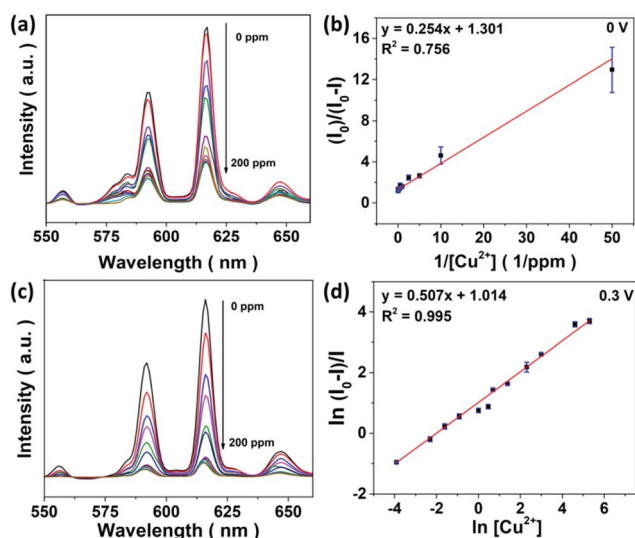 (a)
0 ppm
200 ppm
Intensity (a.u.)
550 575 600 625 650
Wavelength ( nm )
(b)
y = 0.254x + 1.301
0 V
R² = 0.756
16
12
8
4
0
(I₀)/(I₀-I)
0 10 20 30 40 50
1/[Cu²⁺] ( 1/ppm )
(c)
0 ppm
200 ppm
Intensity (a.u.)
550 575 600 625 650
Wavelength ( nm )
(d)
y = 0.507x + 1.014
0.3 V
R² = 0.995
4
2
0
-2
ln (I₀-I)/I
-4 -2 0 2 4 6
ln [Cu²⁺]